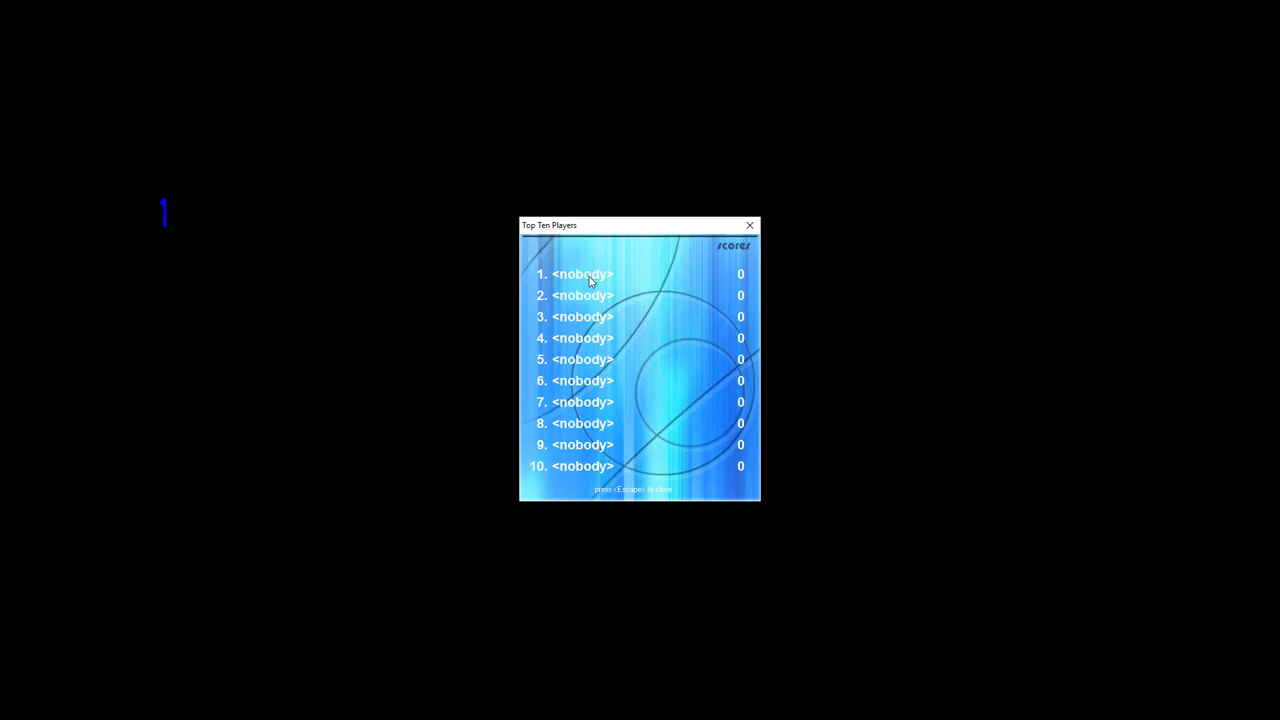 1
Top Ten Players
scores
1. <nobody> 0
2. <nobody> 0
3. <nobody> 0
4. <nobody> 0
5. <nobody> 0
6. <nobody> 0
7. <nobody> 0
8. <nobody> 0
9. <nobody> 0
10. <nobody> 0
press <Escape> to close